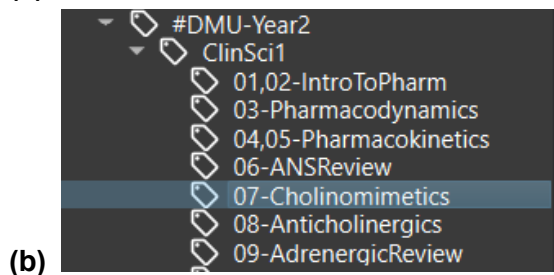 #DMU-Year2
ClinSci1
01,02-IntroToPharm
03-Pharmacodynamics
04,05-Pharmacokinetics
06-ANSReview
07-Cholinomimetics
08-Anticholinergics
09-AdrenergicReview
(b)